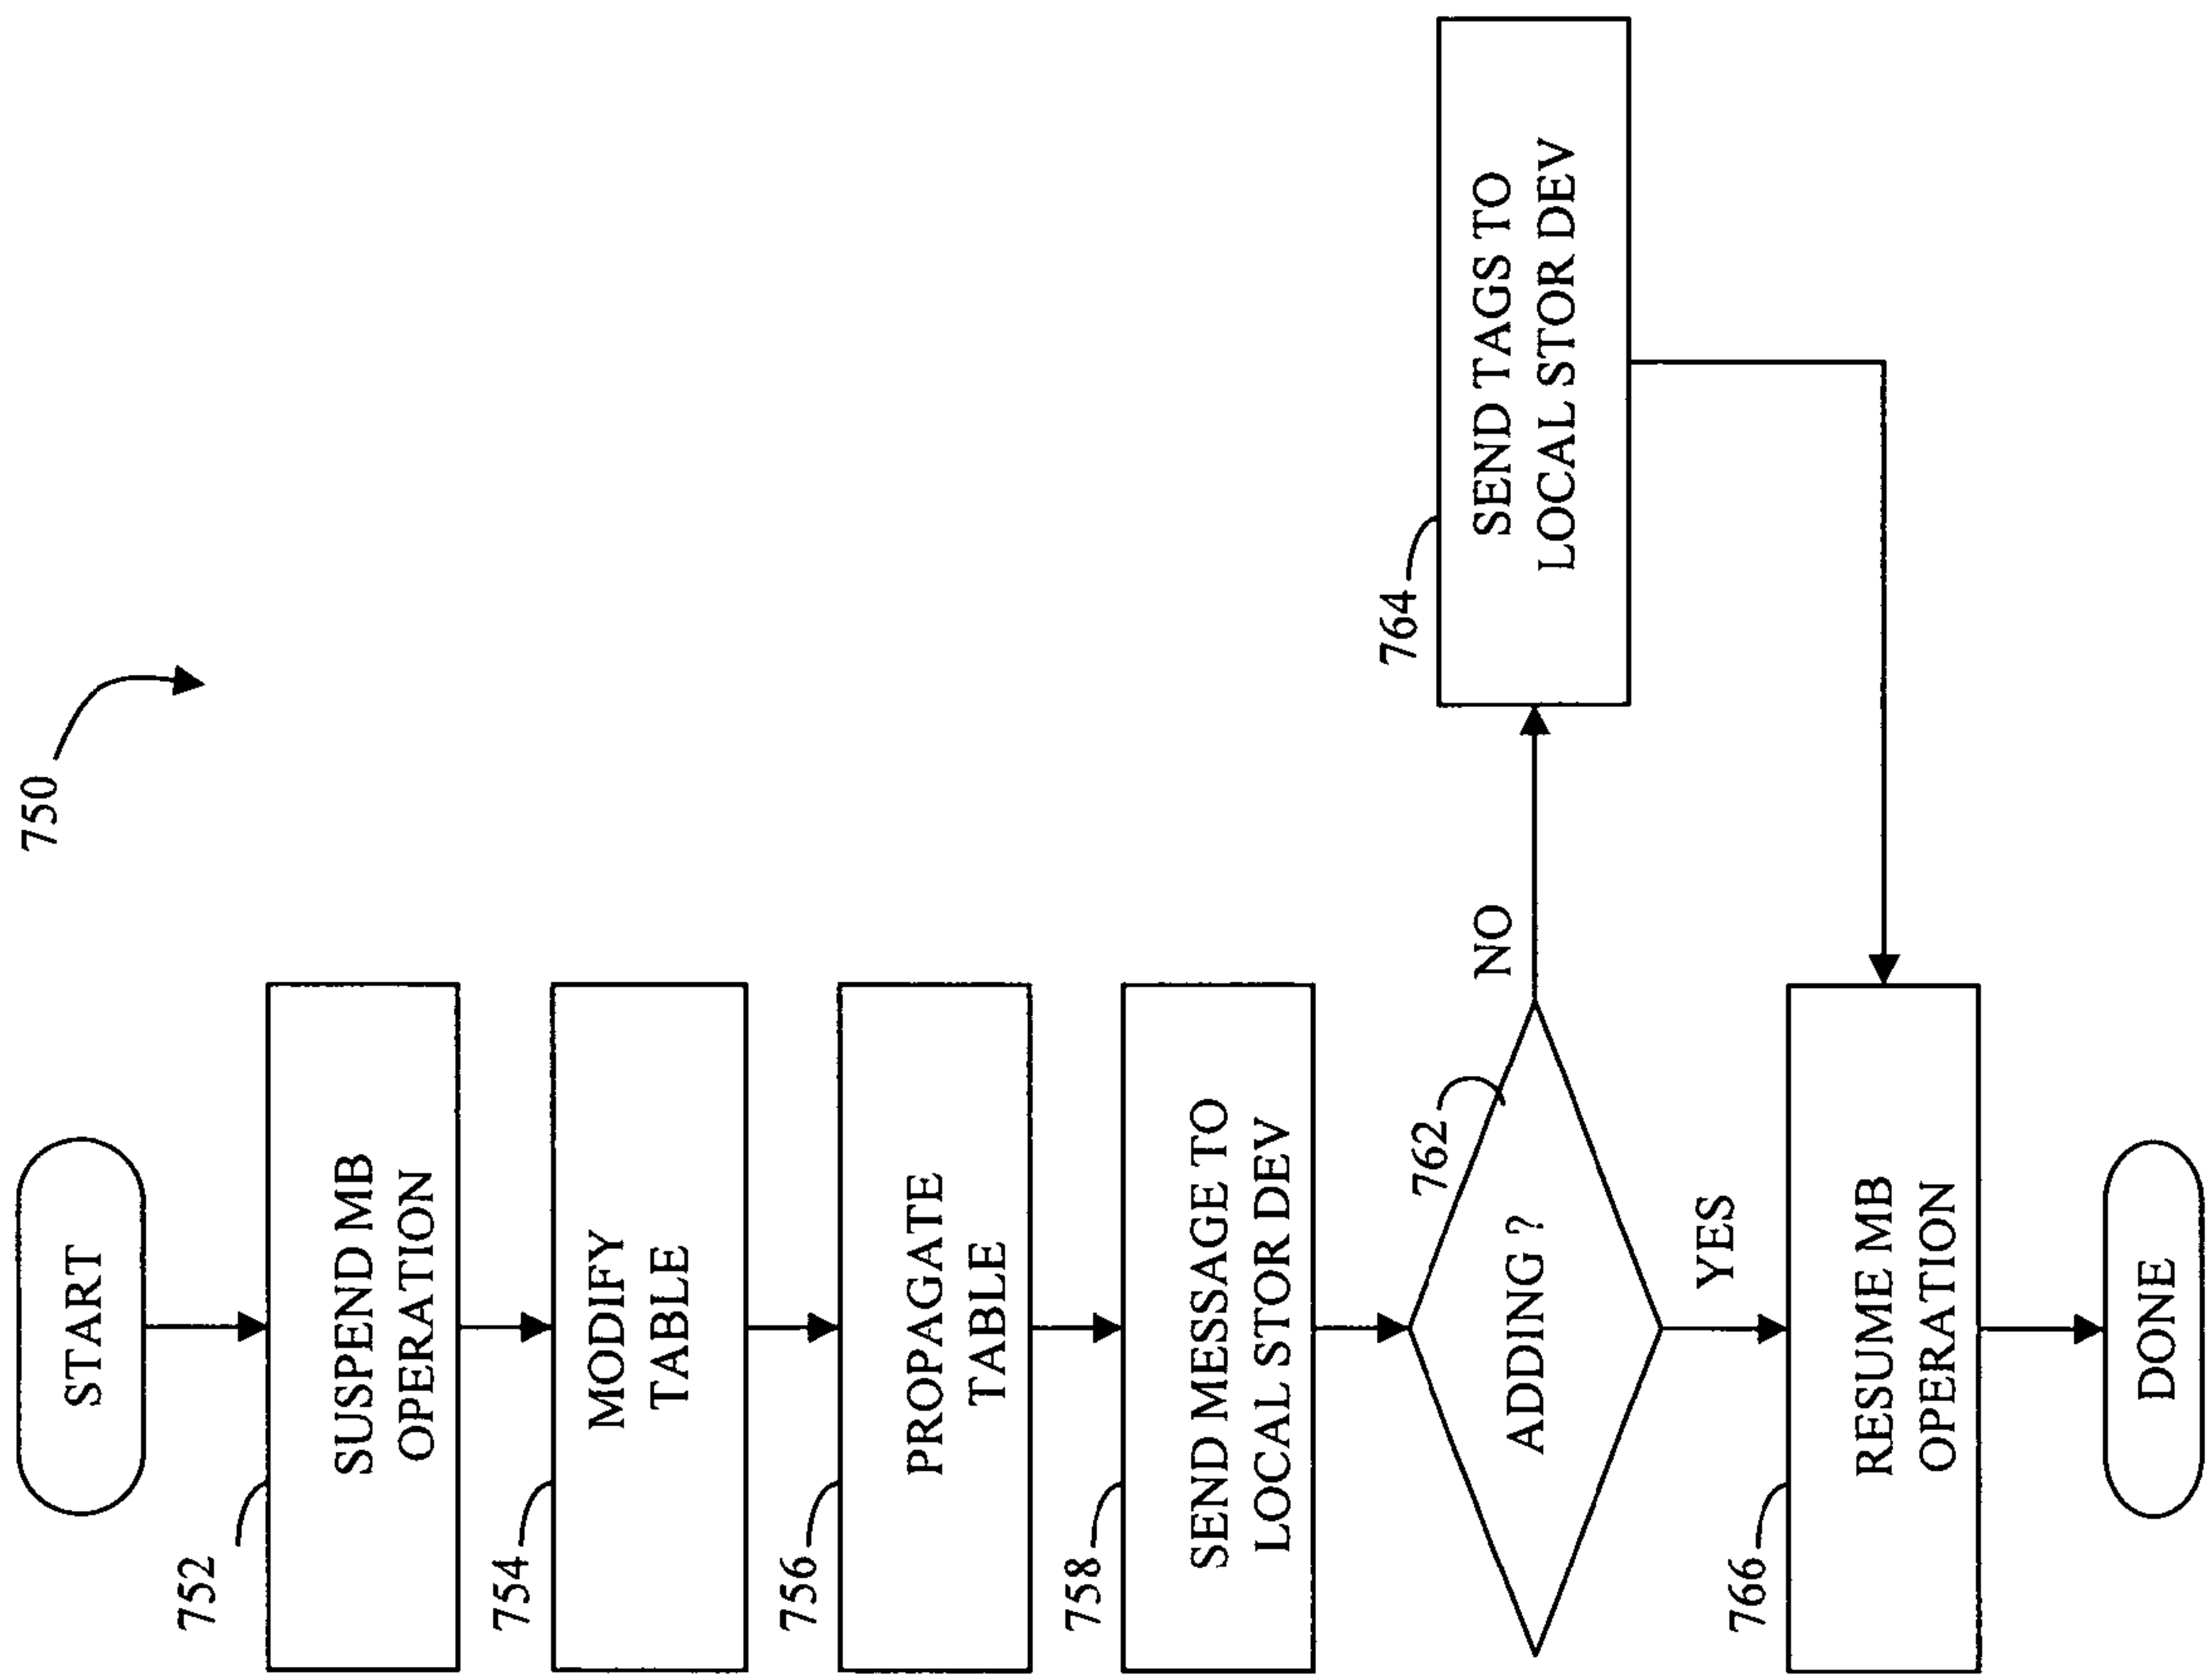 750
START
752
SUSPEND MB
OPERATION
754
MODIFY
TABLE
756
PROPAGATE
TABLE
758
SEND MESSAGE TO
LOCAL STOR DEV
762
ADDING ?
NO
764
SEND TAGS TO
LOCAL STOR DEV
YES
766
RESUME MB
OPERATION
DONE